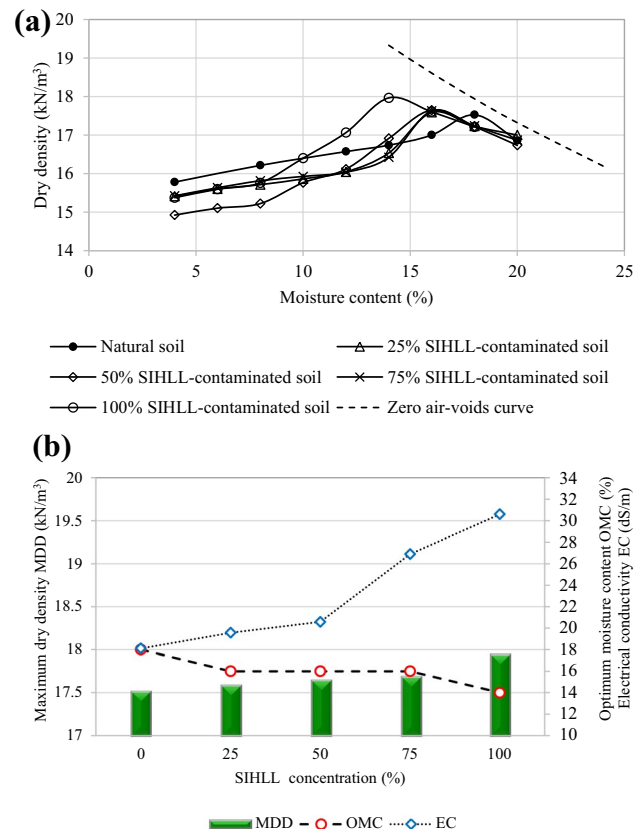 (a)
Dry density (kN/m³)
20
19
18
17
16
15
14
0 5 10 15 20 25
Moisture content (%)
Natural soil
25% SIHLL-contaminated soil
50% SIHLL-contaminated soil
75% SIHLL-contaminated soil
100% SIHLL-contaminated soil
Zero air-voids curve
(b)
Maximum dry density MDD (kN/m³)
20
19.5
19
18.5
18
17.5
17
34
32
30
28
26
24
22
20
18
16
14
12
10
Optimum moisture content OMC (%)
Electrical conductivity EC (dS/m)
0 25 50 75 100
SIHLL concentration (%)
MDD OMC EC